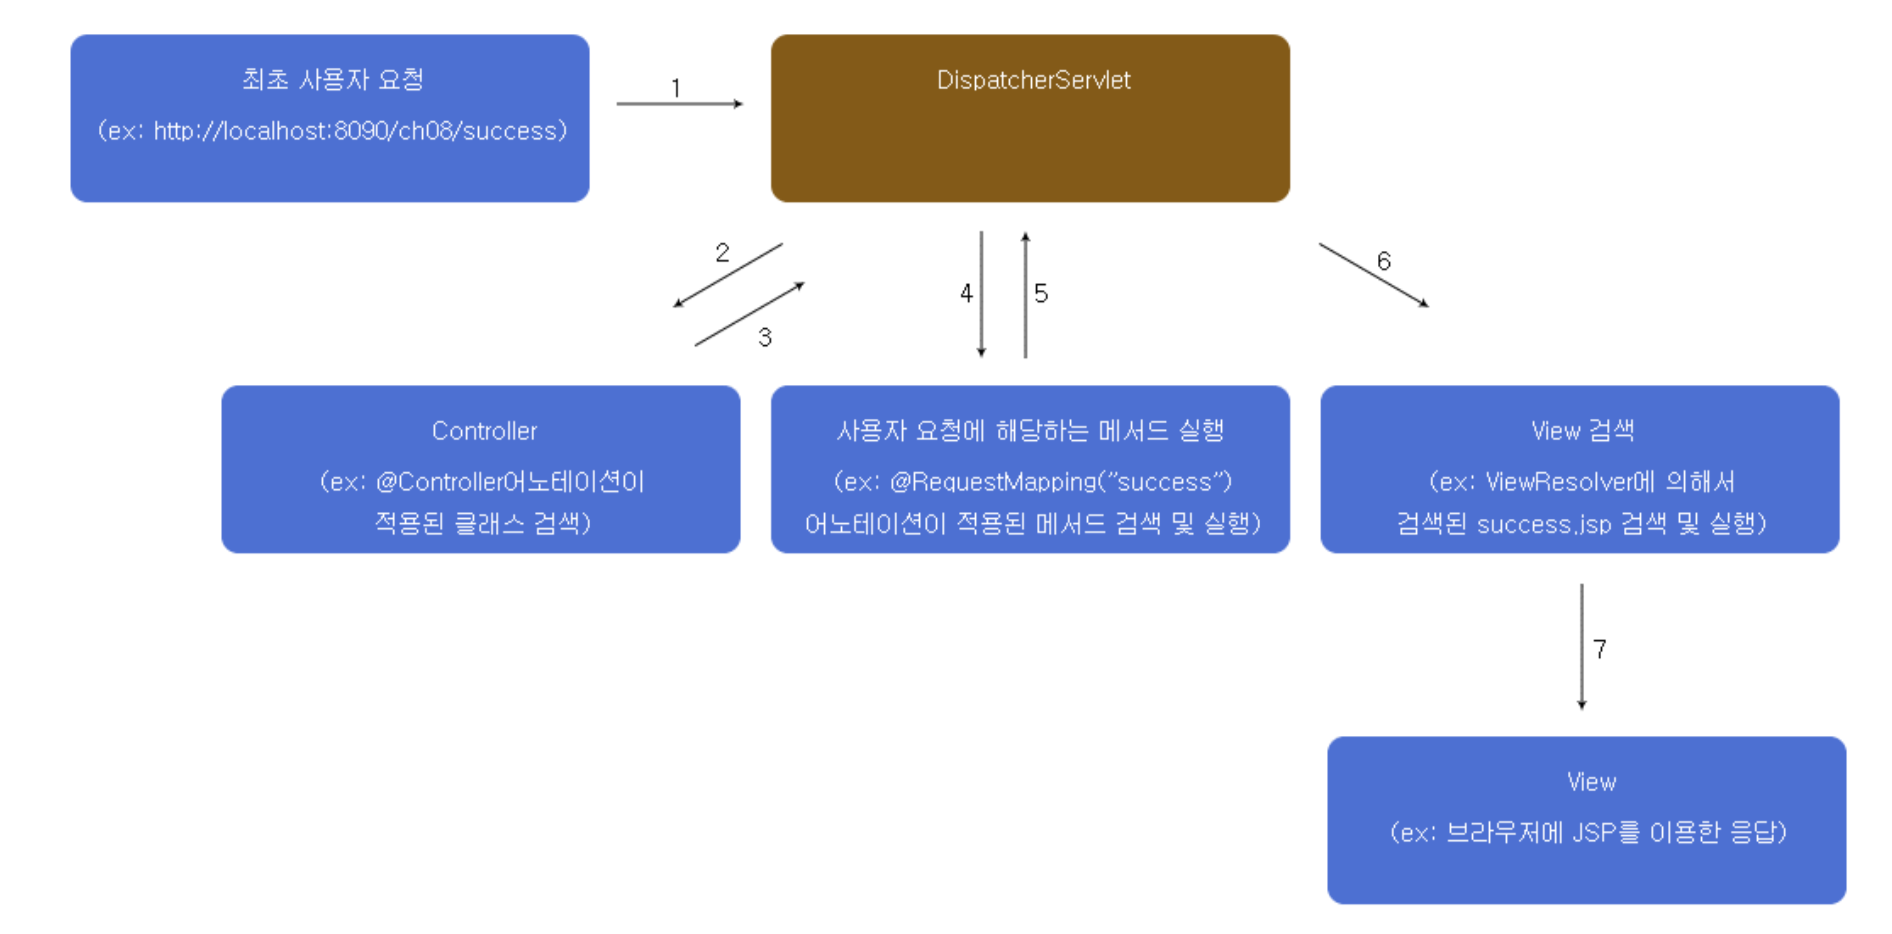 최초 사용자 요청
(ex: http://localhost:8090/ch08/success)
1
DispatcherServlet
2
3
4
5
6
Controller
(ex: @Controller어노테이션이
적용된 클래스 검색)
사용자 요청에 해당하는 메서드 실행
(ex: @RequestMapping("success")
어노테이션이 적용된 메서드 검색 및 실행)
View 검색
(ex: ViewResolver에 의해서
검색된 success.jsp 검색 및 실행)
7
View
(ex: 브라우저에 JSP를 이용한 응답)